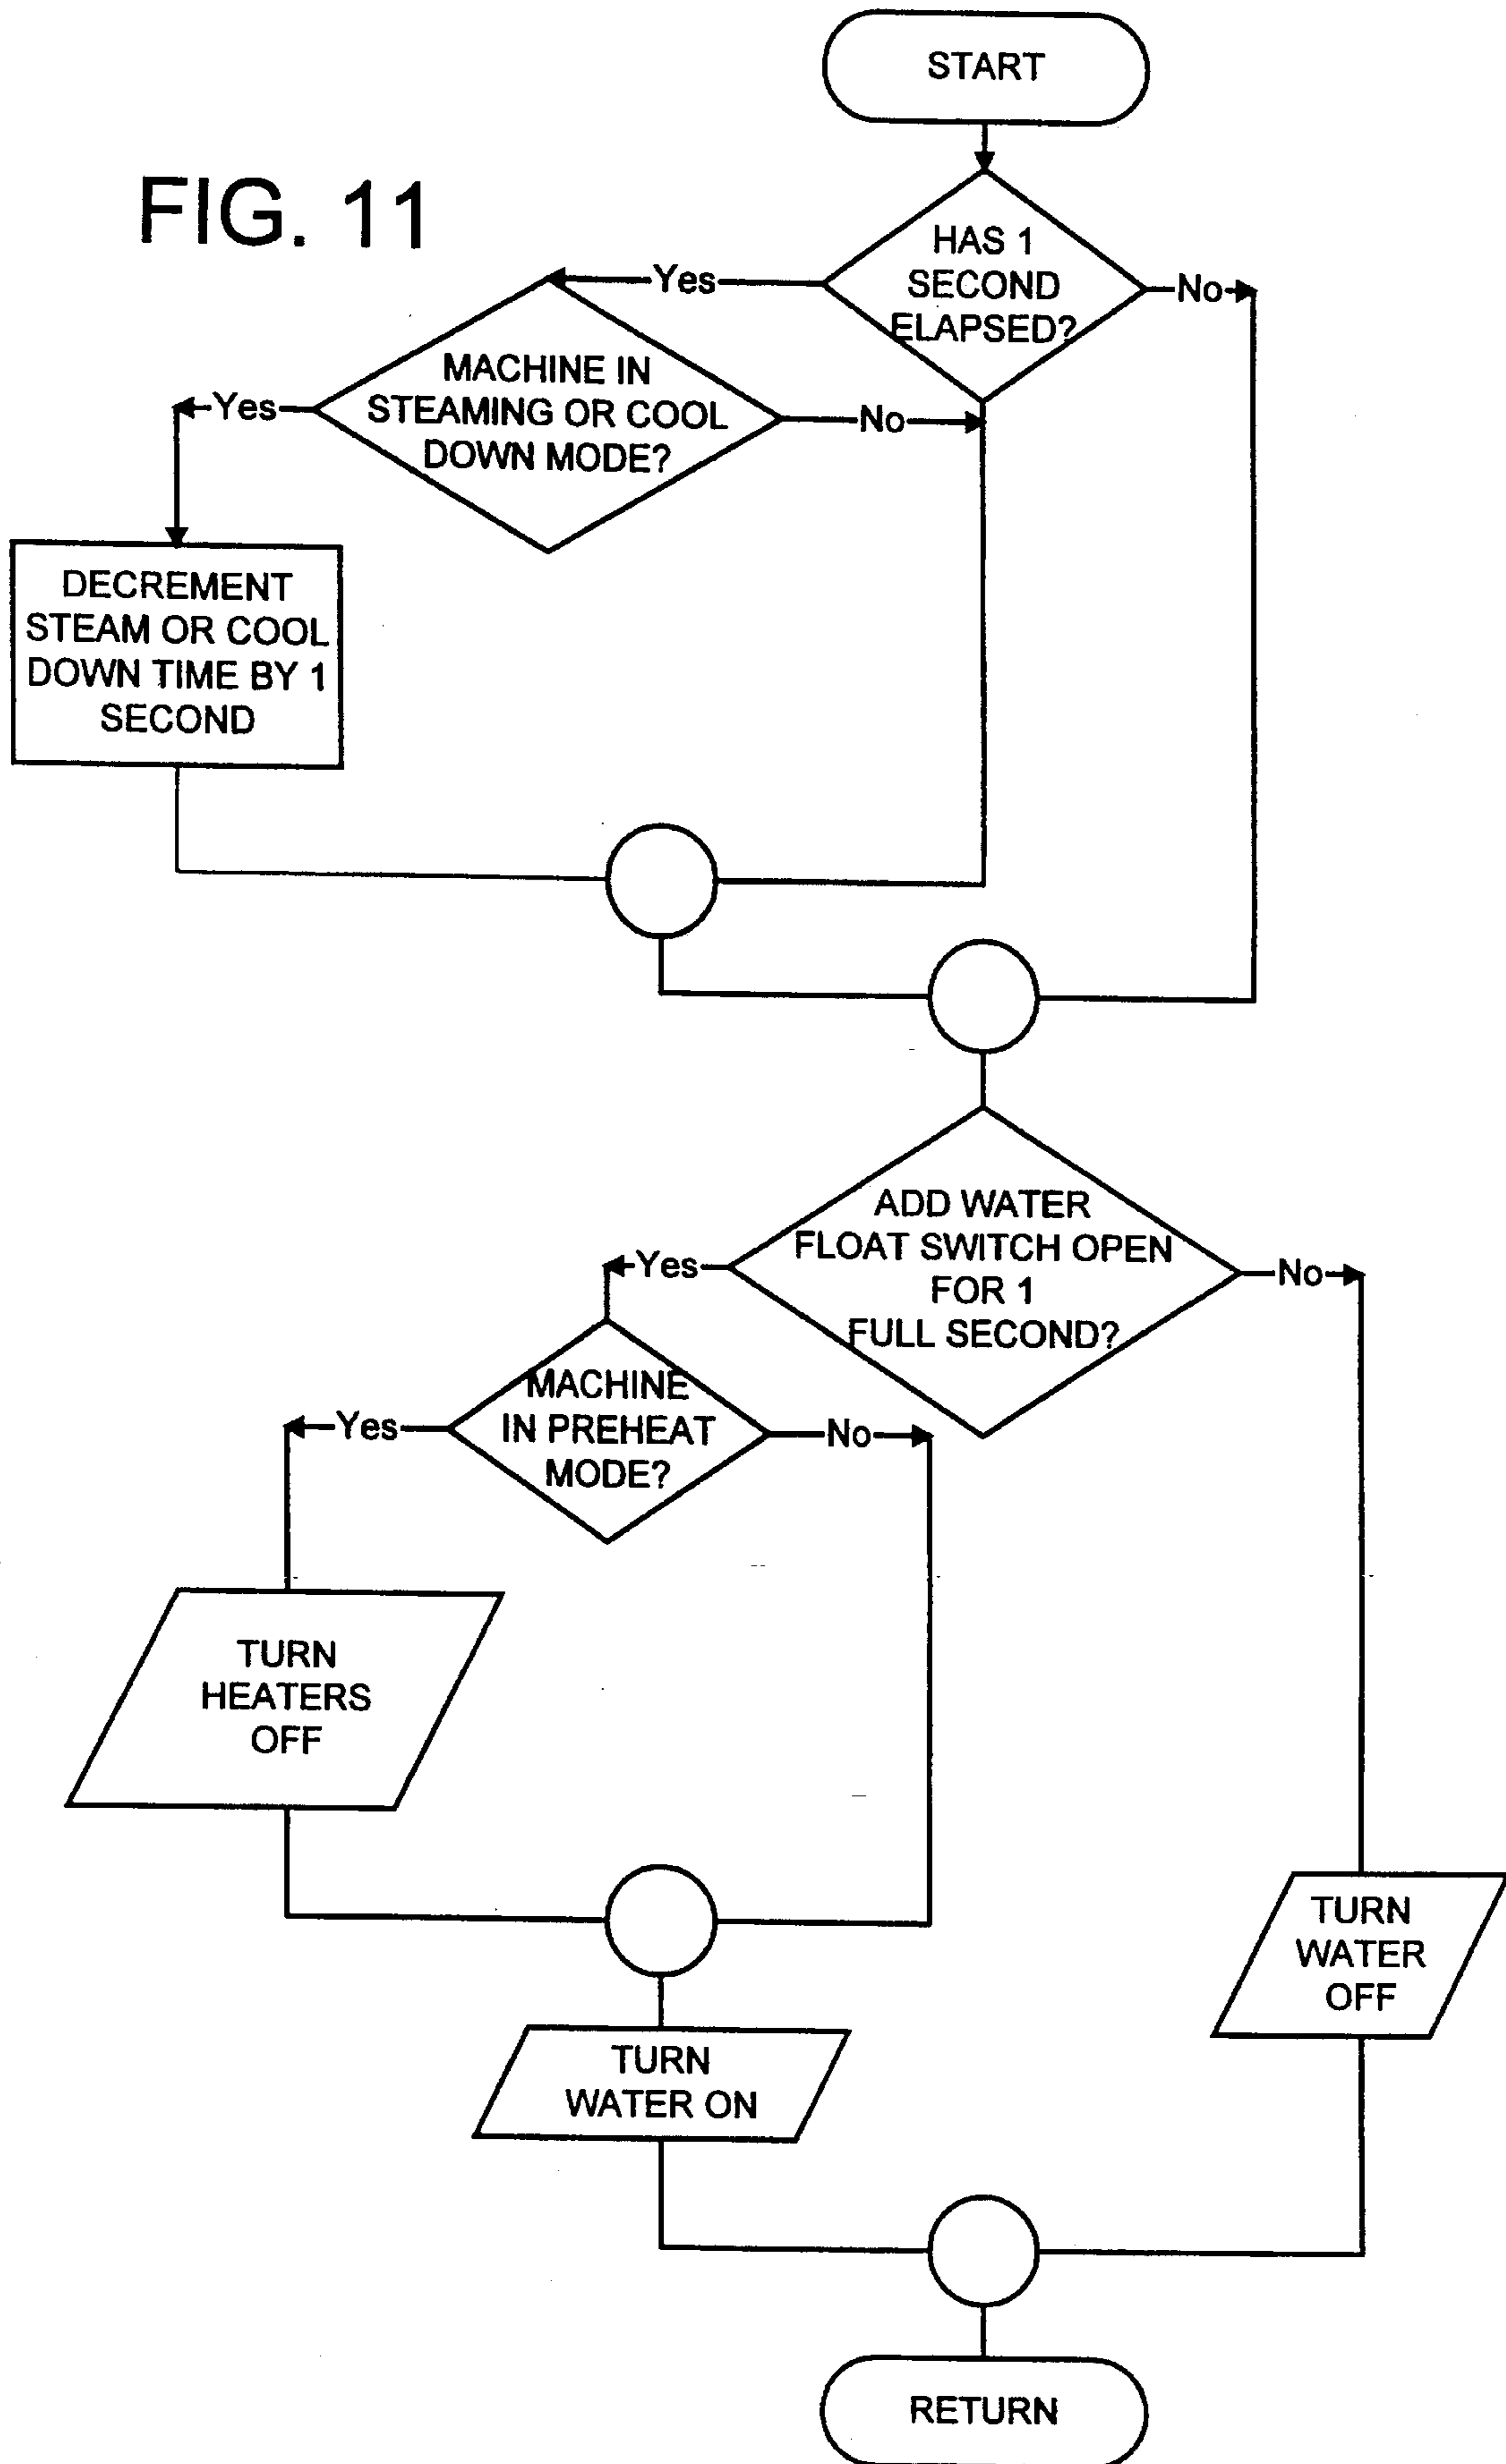 START
FIG. 11
HAS 1
SECOND
ELAPSED?
Yes
No
MACHINE IN
STEAMING OR COOL
DOWN MODE?
Yes
No
DECREMENT
STEAM OR COOL
DOWN TIME BY 1
SECOND
ADD WATER
FLOAT SWITCH OPEN
FOR 1
FULL SECOND?
Yes
No
MACHINE
IN PREHEAT
MODE?
Yes
No
TURN
HEATERS
OFF
TURN
WATER
OFF
TURN
WATER ON
RETURN